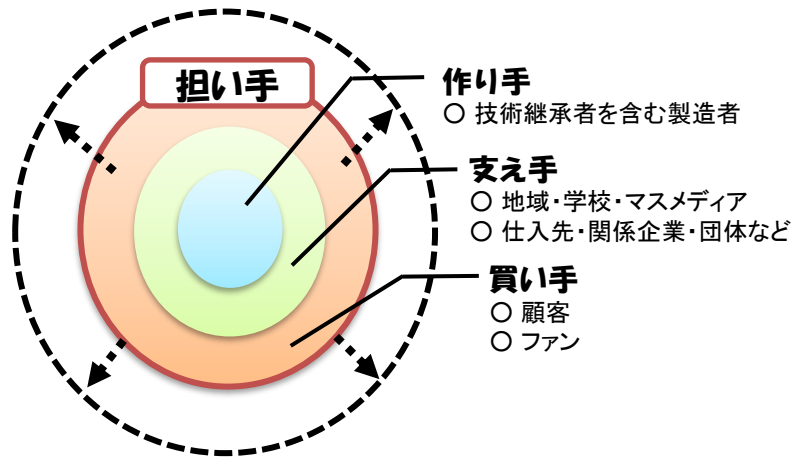 担い手
作り手
○ 技術継承者を含む製造者
支え手
○ 地域・学校・マスメディア
○ 仕入先・関係企業・団体など
買い手
○ 顧客
○ ファン